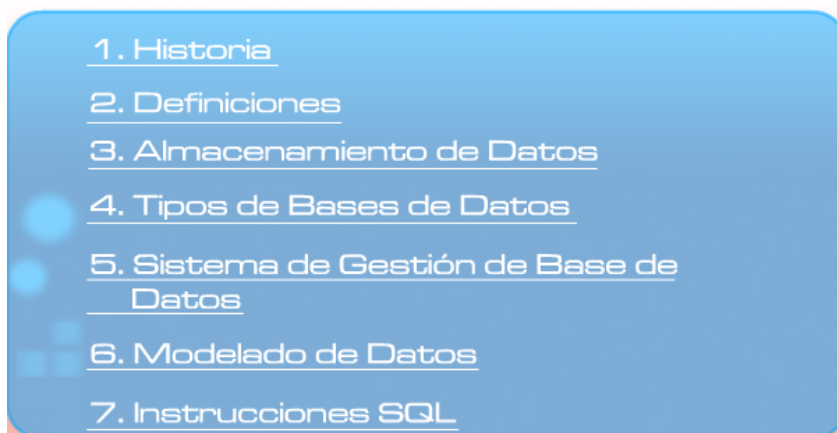 1. Historia
2. Definiciones
3. Almacenamiento de Datos
4. Tipos de Bases de Datos
5. Sistema de Gestión de Base de
Datos
6. Modelado de Datos
7. Instrucciones SQL